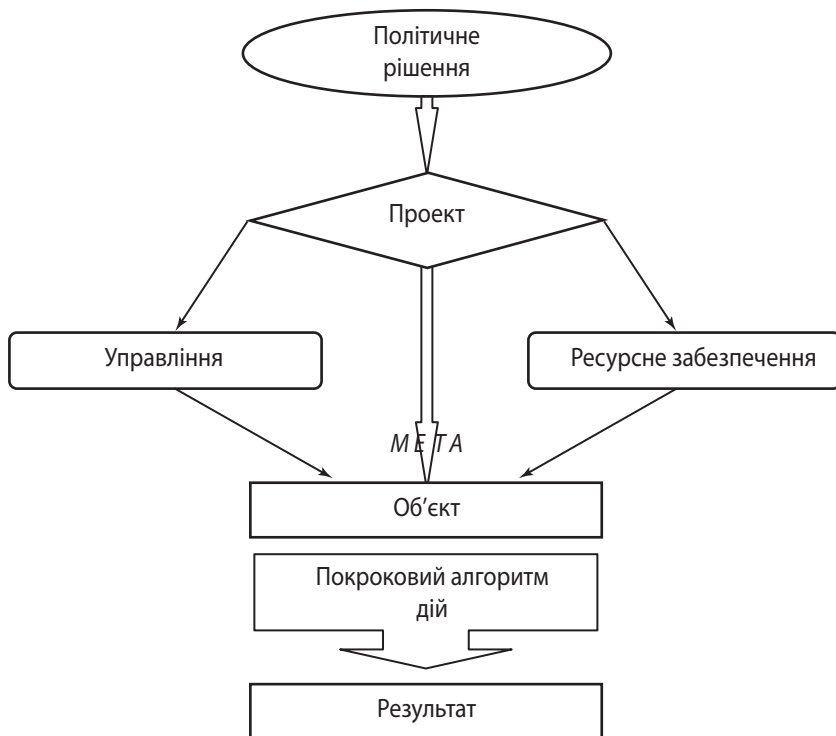 Політичне
рішення
Проект
Управління
Ресурсне забезпечення
МЕТА
Об’єкт
Покроковий алгоритм
дій
Результат